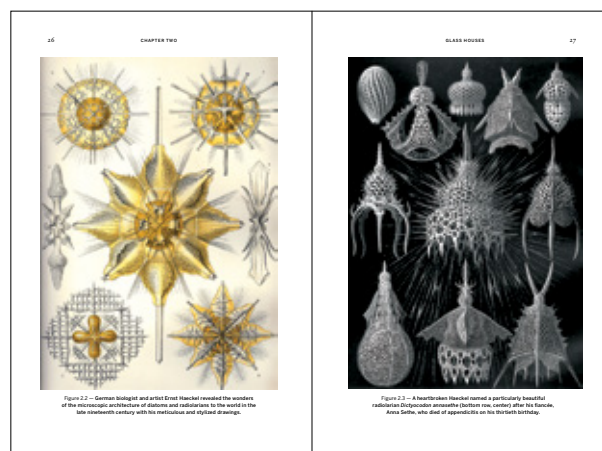 26
CHAPTER TWO
Figure 2.2 — German biologist and artist Ernst Haeckel revealed the wonders
of the microscopic architecture of diatoms and radiolarians to the world in the
late nineteenth century with his meticulous and stylized drawings.
GLASS HOUSES
27
Figure 2.3 — A heartbroken Haeckel named a particularly beautiful
radiolarian Dictyocodon annasethe (bottom row, center) after his fiancée,
Anna Sethe, who died of appendicitis on his thirtieth birthday.